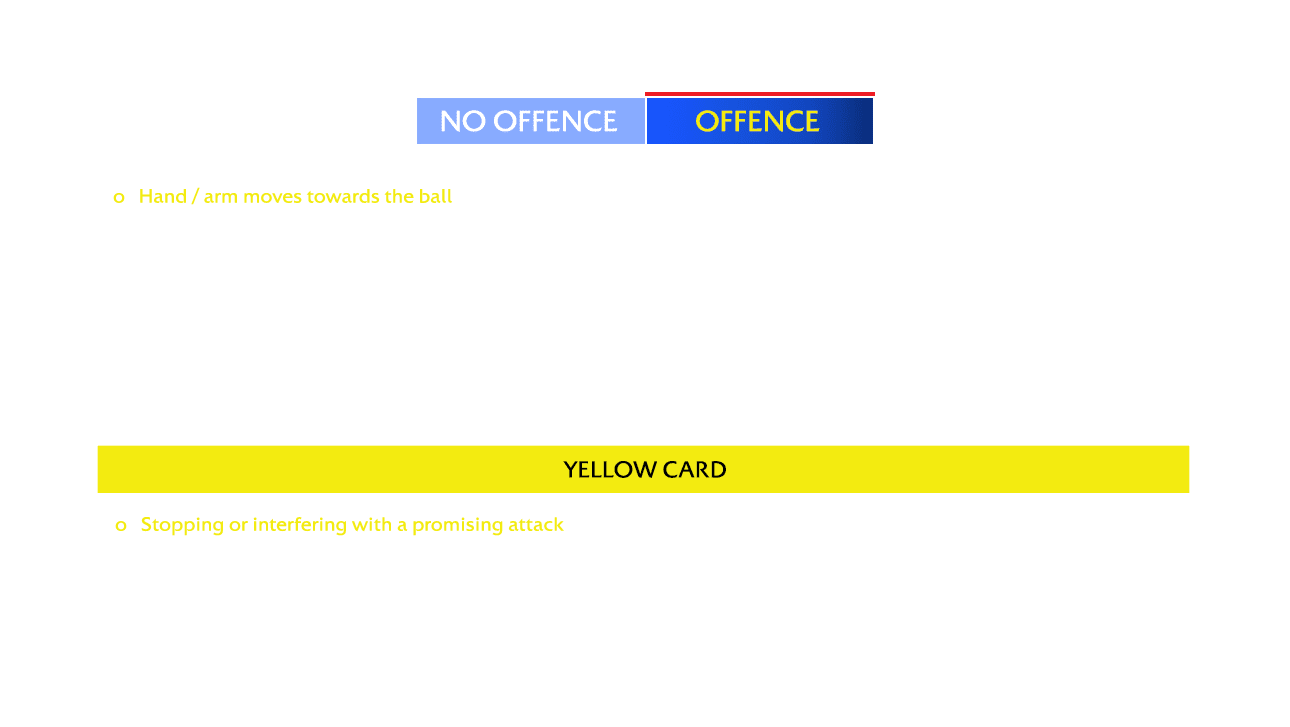 NO OFFENCE OFFENCE
o Hand / arm moves towards the ball
YELLOW CARD
o Stopping or interfering with a promising attack